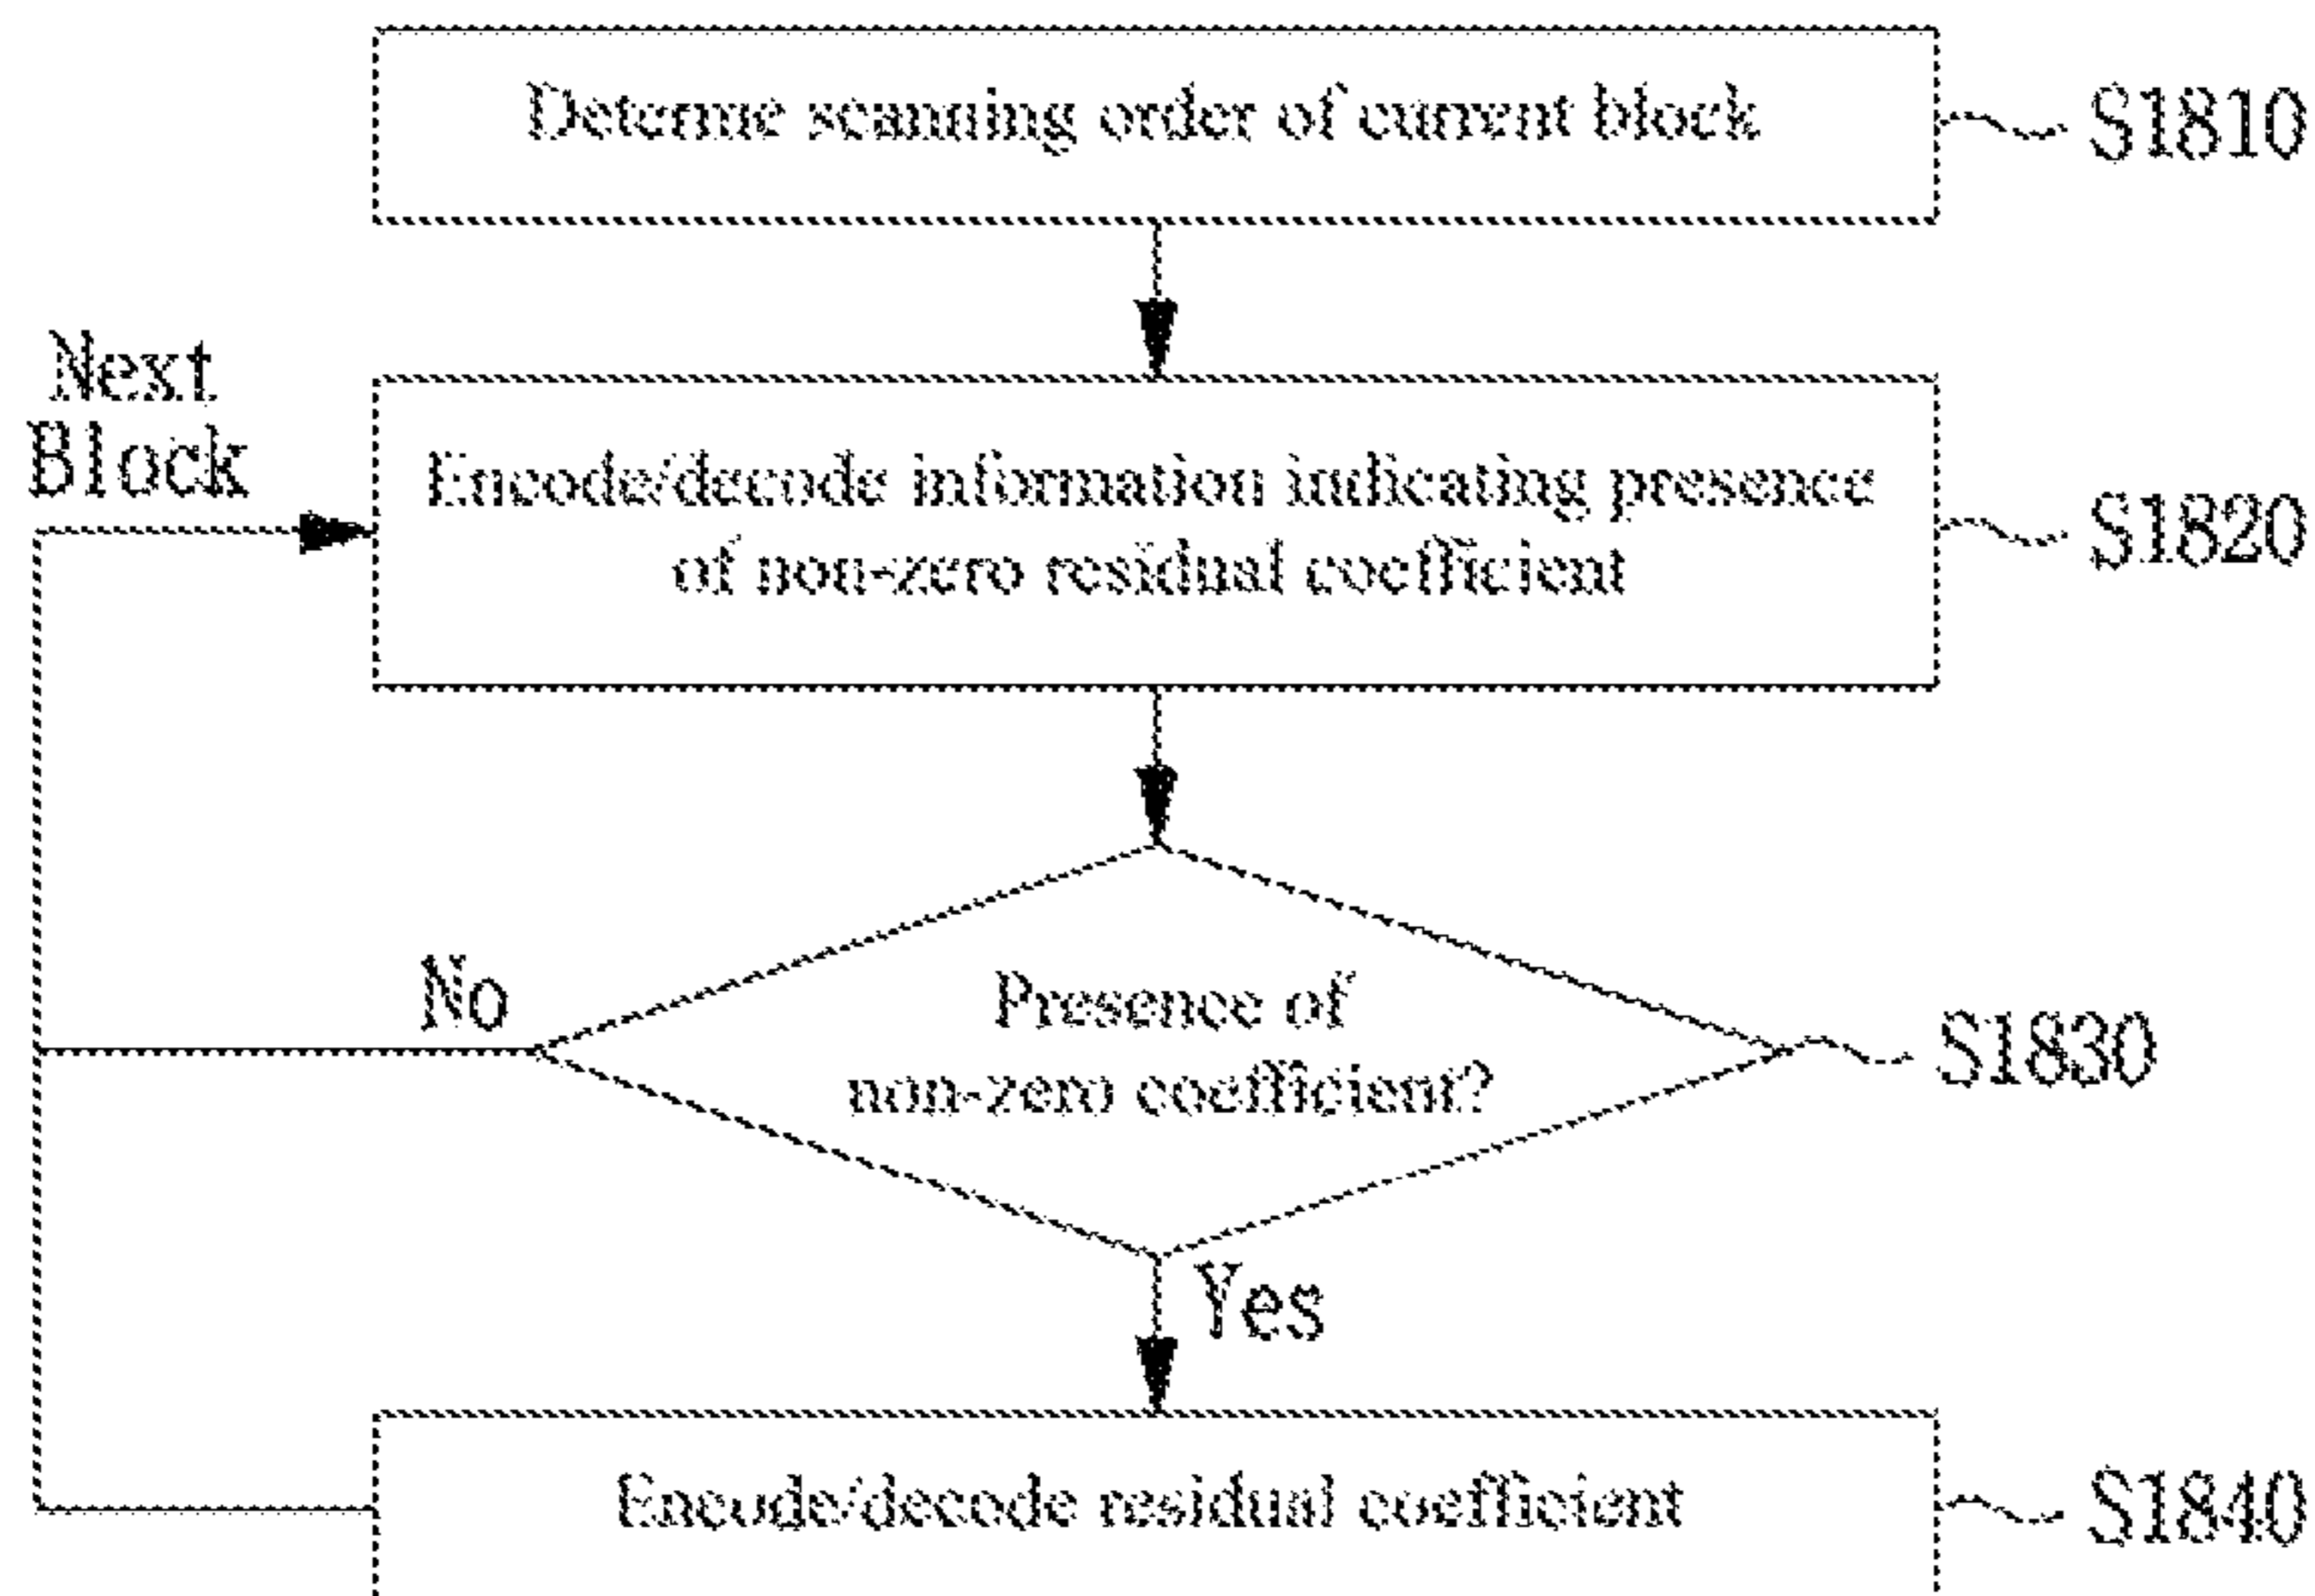 Determe scanning order of current block
S1810
Next
Block
Encode/decode information indicating presence
of non-zero residual coefficient
S1820
No
Presence of
non-zero coefficient?
S1830
Yes
Encode/decode residual coefficient
S1840